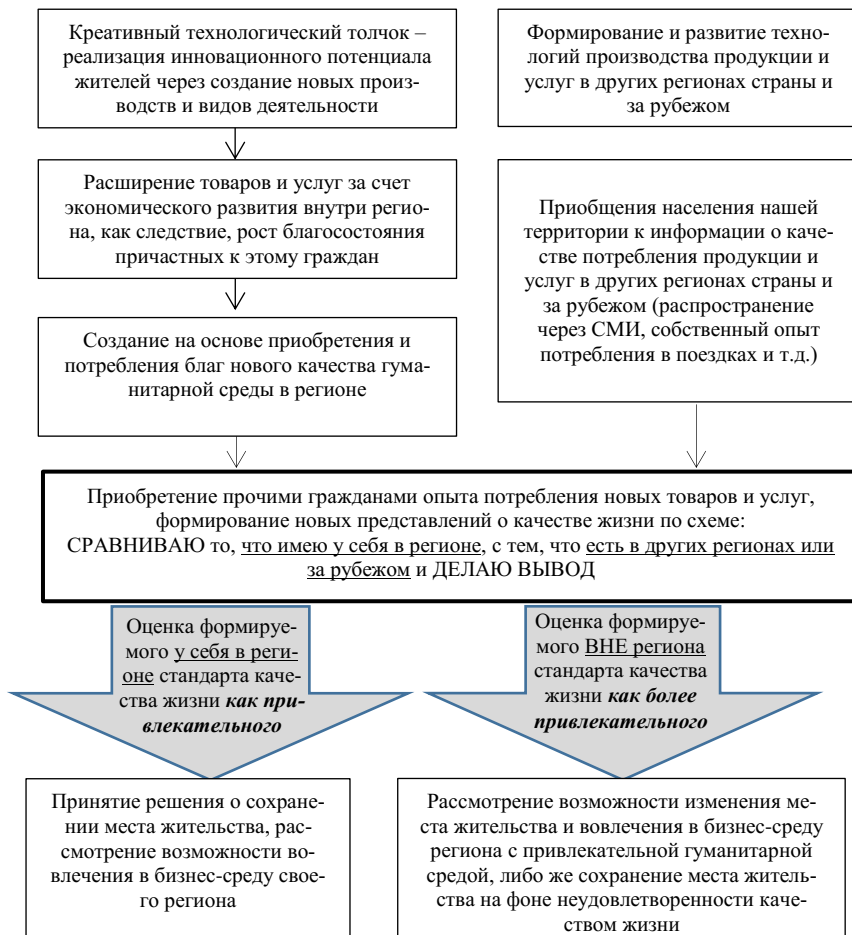 Креативный технологический толчок –
реализация инновационного потенциала
жителей через создание новых произ-
водств и видов деятельности
Формирование и развитие техно-
логий производства продукции и
услуг в других регионах страны и
за рубежом
Расширение товаров и услуг за счет
экономического развития внутри регио-
на, как следствие, рост благосостояния
причастных к этому граждан
Приобщения населения нашей
территории к информации о каче-
стве потребления продукции и
услуг в других регионах страны и
за рубежом (распространение
через СМИ, собственный опыт
потребления в поездках и т.д.)
Создание на основе приобретения и
потребления благ нового качества гума-
нитарной среды в регионе
Приобретение прочими гражданами опыта потребления новых товаров и услуг,
формирование новых представлений о качестве жизни по схеме:
СРАВНИВАЮ то, что имею у себя в регионе, с тем, что есть в других регионах или
за рубежом и ДЕЛАЮ ВЫВОД
Оценка формируе-
мого у себя в реги-
оне стандарта каче-
ства жизни как при-
влекательного
Оценка формируе-
мого ВНЕ региона
стандарта качества
жизни как более
привлекательного
Принятие решения о сохране-
нии места жительства, рас-
смотрение возможности во-
влечения в бизнес-среду свое-
го региона
Рассмотрение возможности изменения ме-
ста жительства и вовлечения в бизнес-среду
региона с привлекательной гуманитарной
средой, либо же сохранение места житель-
ства на фоне неудовлетворенности каче-
ством жизни